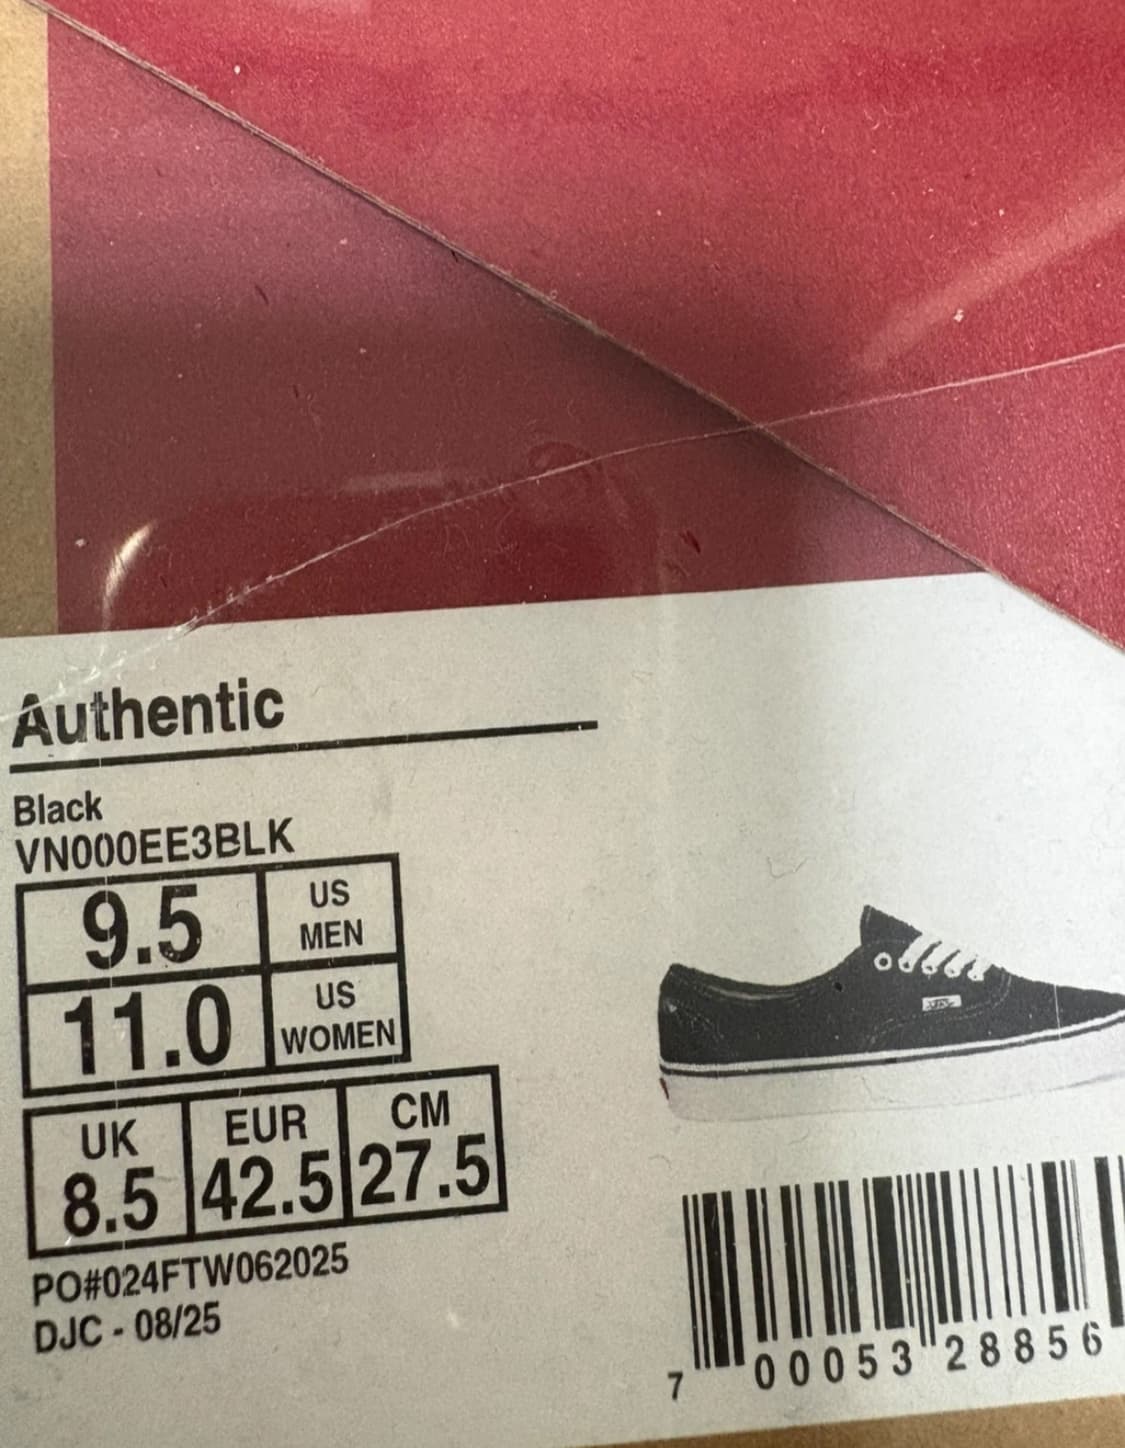 Authentic
Black
VN000EE3BLK
9.5 US MEN
11.0 US WOMEN
UK EUR CM
8.5 42.5 27.5
PO#024FTW062025
DJC - 08/25
7 00053 28856